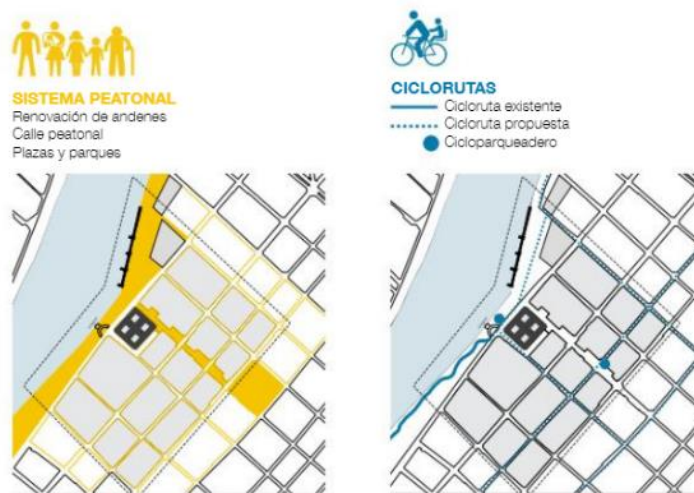 SISTEMA PEATONAL
Renovación de andenes
Calle peatonal
Plazas y parques
CICLORUTAS
Cicloruta existente
Cicloruta propuesta
Cicloparqueadero